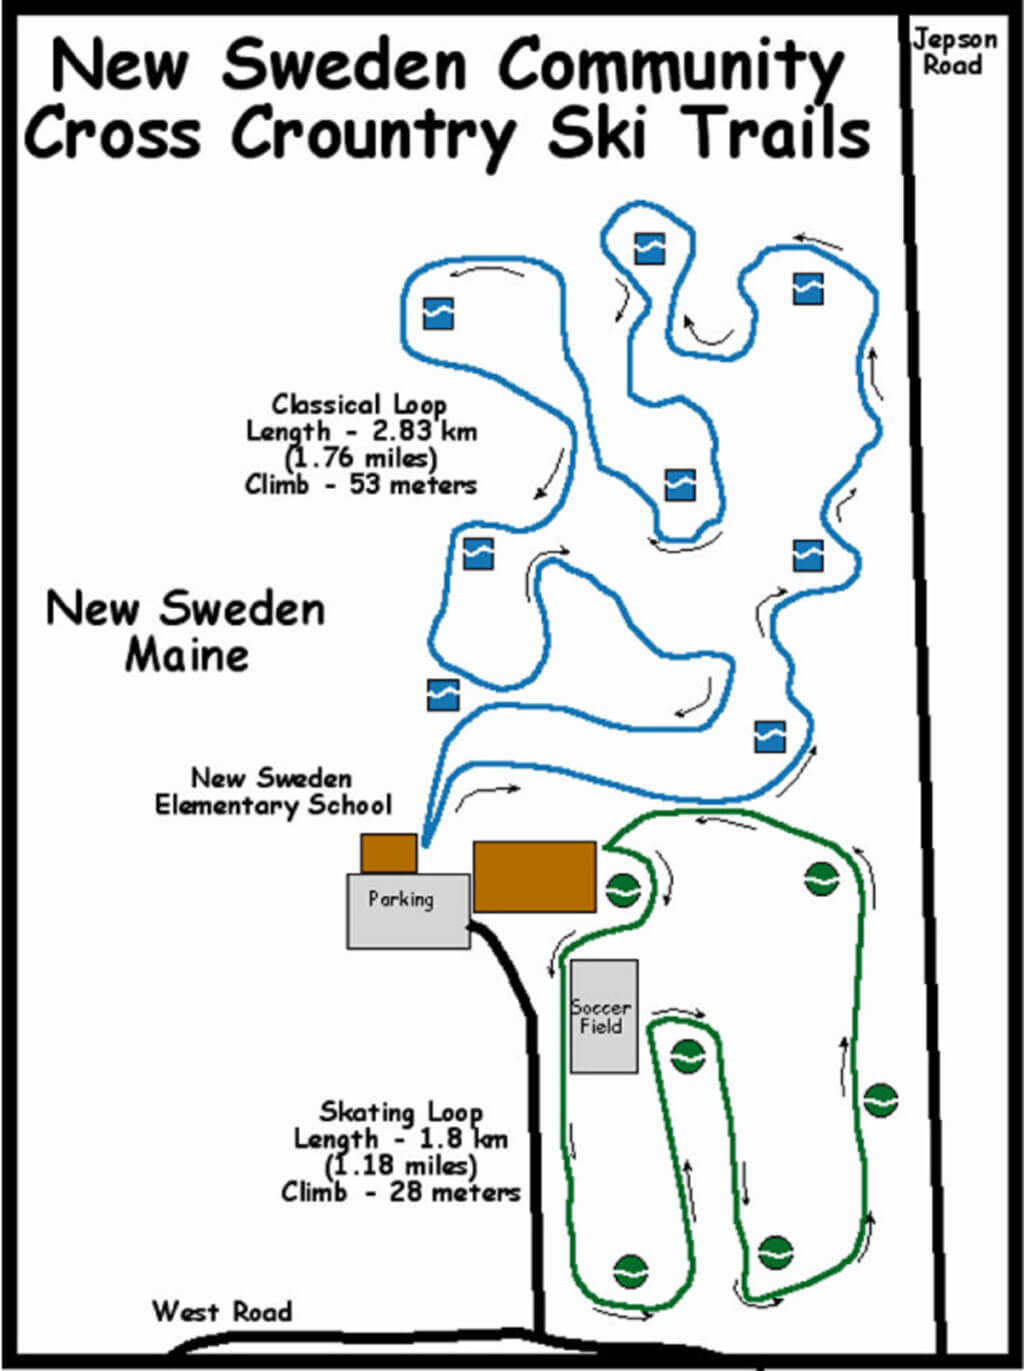 New Sweden Community
Cross Crountry Ski Trails
Jepson
Road
Classical Loop
Length - 2.83 km
(1.76 miles)
Climb - 53 meters
New Sweden
Maine
New Sweden
Elementary School
Parking
Soccer
Field
Skating Loop
Length - 1.8 km
(1.18 miles)
Climb - 28 meters
West Road